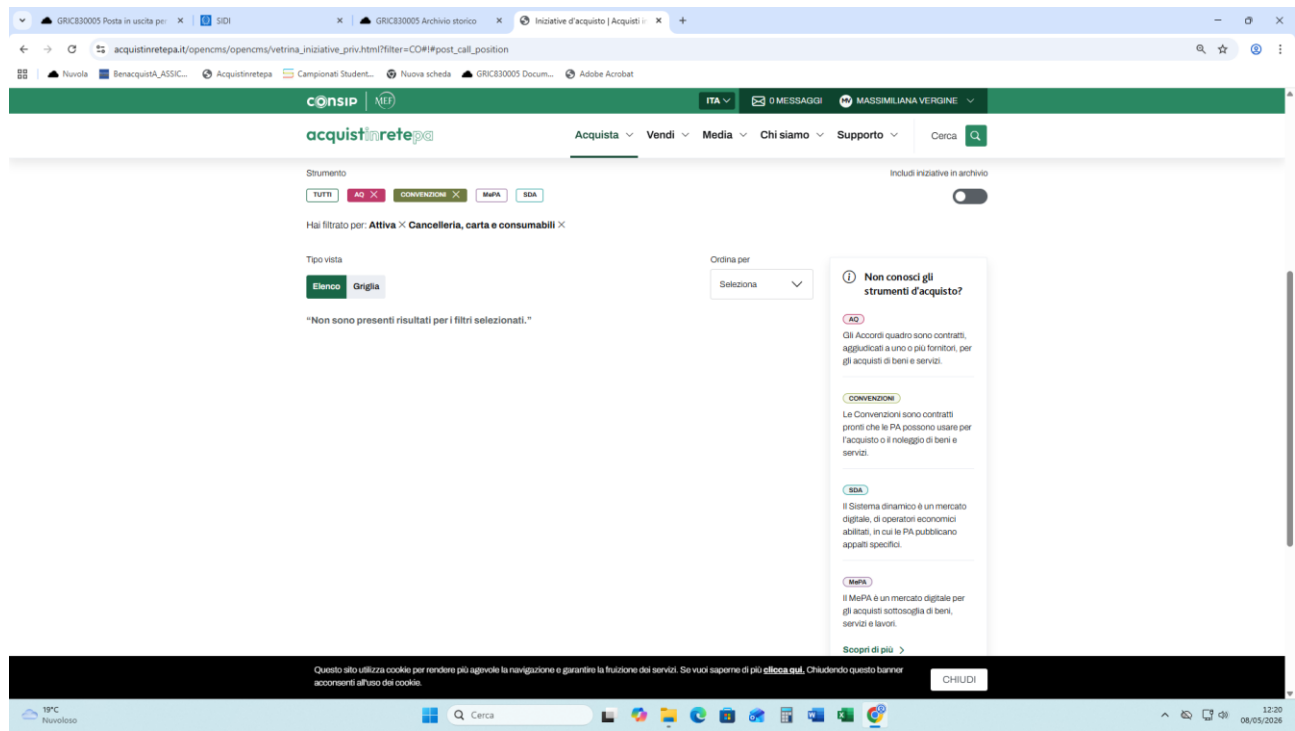 GRIC830005 Posta in uscita per
SIDI
GRIC830005 Archivio storico
Iniziative d'acquisto | Acquisti in
acquistinretepa.it/opencms/opencms/vetrina_iniziative_priv.html?filter=CO#!#post_call_position
Nuvola
BenacquistA_ASSIC...
Acquistinretepa
Campionati Student...
Nuova scheda
GRIC830005 Docum...
Adobe Acrobat
consip MEF
ITA
0 MESSAGGI
MV MASSIMILIANA VERGINE
acquistinretepa
Acquista
Vendi
Media
Chi siamo
Supporto
Cerca
Strumento
Includi iniziative in archivio
TUTTI
AQ
CONVENZIONI
MePA
SDA
Hai filtrato per: Attiva × Cancelleria, carta e consumabili ×
Tipo vista
Ordina per
Elenco
Griglia
Seleziona
"Non sono presenti risultati per i filtri selezionati."
Non conosci gli
strumenti d'acquisto?
AQ
Gli Accordi quadro sono contratti,
aggiudicati a uno o più fornitori, per
gli acquisti di beni e servizi.
CONVENZIONI
Le Convenzioni sono contratti
pronti che le PA possono usare per
l'acquisto o il noleggio di beni e
servizi.
SDA
Il Sistema dinamico è un mercato
digitale, di operatori economici
abilitati, in cui le PA pubblicano
appalti specifici.
MePA
Il MePA è un mercato digitale per
gli acquisti sottosoglia di beni,
servizi e lavori.
Scopri di più
Questo sito utilizza cookie per rendere più agevole la navigazione e garantire la fruizione dei servizi. Se vuoi saperne di più clicca qui. Chiudendo questo banner
acconsenti all'uso dei cookie.
CHIUDI
19°C
Nuvoloso
Cerca
12:20
08/05/2026